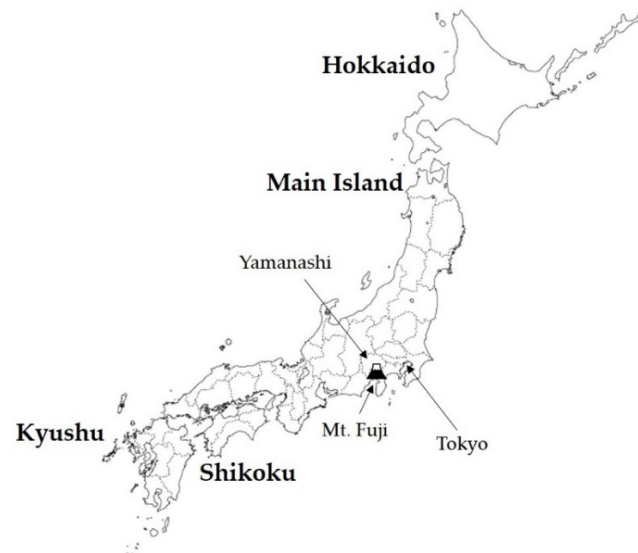 Hokkaido
Main Island
Yamanashi
Kyushu
Mt. Fuji
Tokyo
Shikoku